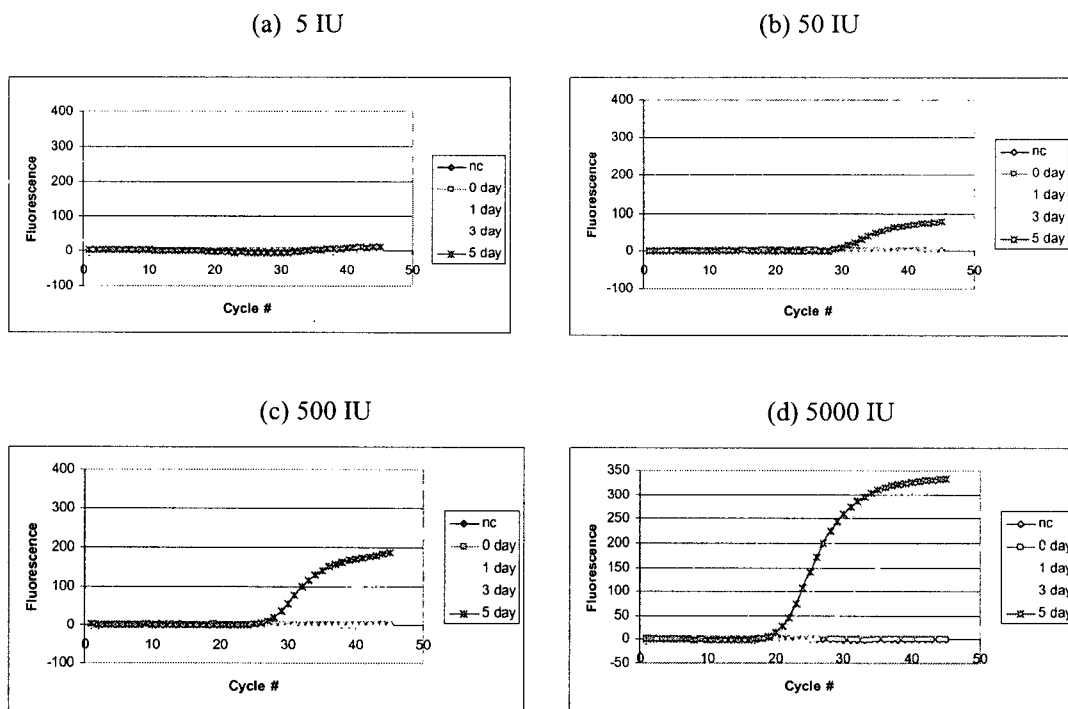 (a) 5 IU
400
300
200
100
0
-100
0 10 20 30 40 50
Fluorescence
Cycle #
nc
0 day
1 day
3 day
5 day
(b) 50 IU
400
300
200
100
0
-100
0 10 20 30 40 50
Fluorescence
Cycle #
nc
0 day
1 day
3 day
5 day
(c) 500 IU
400
300
200
100
0
-100
0 10 20 30 40 50
Fluorescence
Cycle #
nc
0 day
1 day
3 day
5 day
(d) 5000 IU
350
300
250
200
150
100
50
0
-50
0 10 20 30 40 50
Fluorescence
Cycle #
nc
0 day
1 day
3 day
5 day